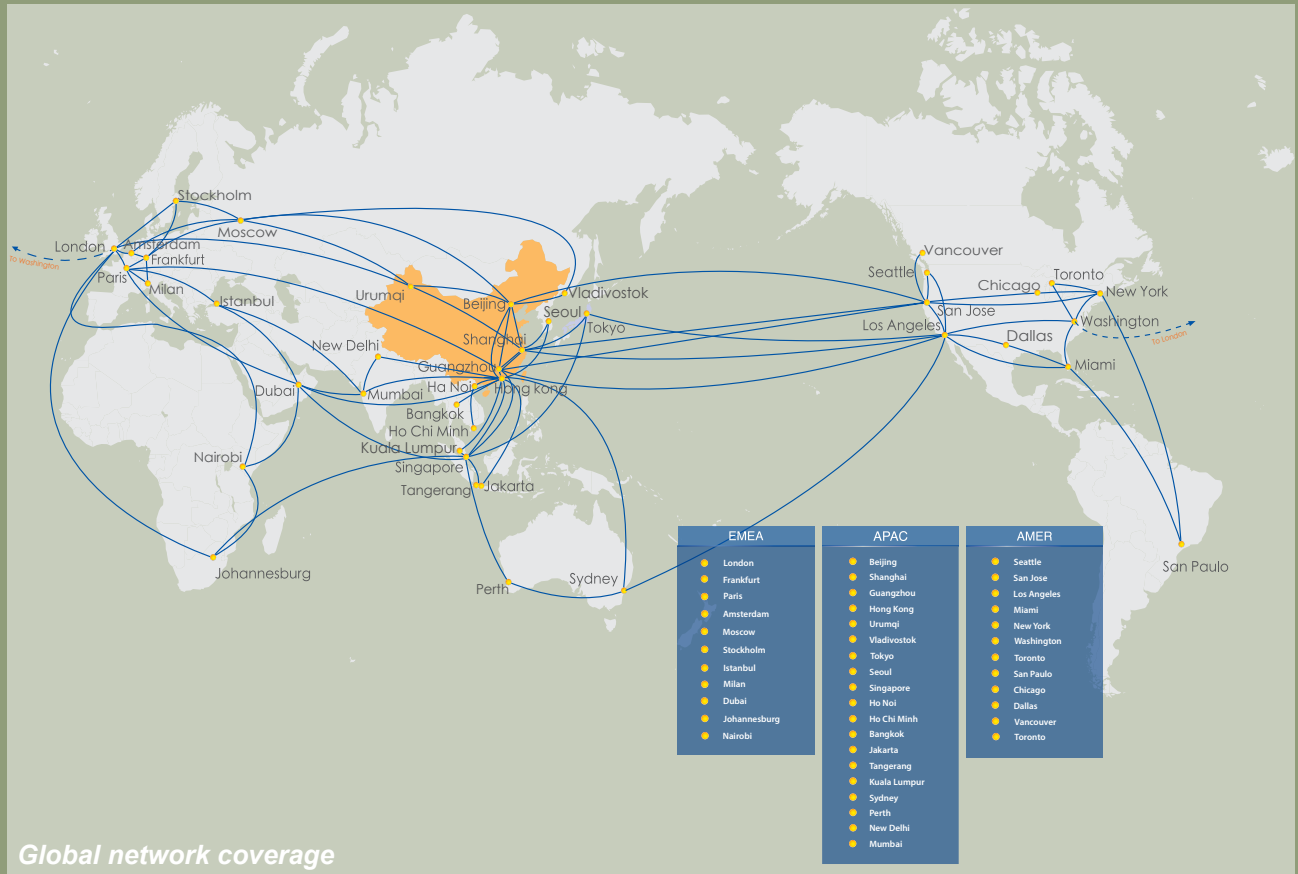 Stockholm
Moscow
London
Amsterdam
Frankfurt
to Washington
Paris
Milan
Istanbul
Urumqi
Beijing
Vladivostok
Seoul
Tokyo
Shanghai
New Delhi
Guangzhou
Dubai
Mumbai
Ha Noi
Hong kong
Bangkok
Ho Chi Minh
Kuala Lumpur
Nairobi
Singapore
Tangerang
Jakarta
Johannesburg
Perth
Sydney
Vancouver
Seattle
Toronto
Chicago
New York
San Jose
Los Angeles
Washington
Dallas
to London
Miami
San Paulo
EMEA
London
Frankfurt
Paris
Amsterdam
Moscow
Stockholm
Istanbul
Milan
Dubai
Johannesburg
Nairobi
APAC
Beijing
Shanghai
Guangzhou
Hong Kong
Urumqi
Vladivostok
Tokyo
Seoul
Singapore
Ho Noi
Ho Chi Minh
Bangkok
Jakarta
Tangerang
Kuala Lumpur
Sydney
Perth
New Delhi
Mumbai
AMER
Seattle
San Jose
Los Angeles
Miami
New York
Washington
Toronto
San Paulo
Chicago
Dallas
Vancouver
Toronto
Global network coverage